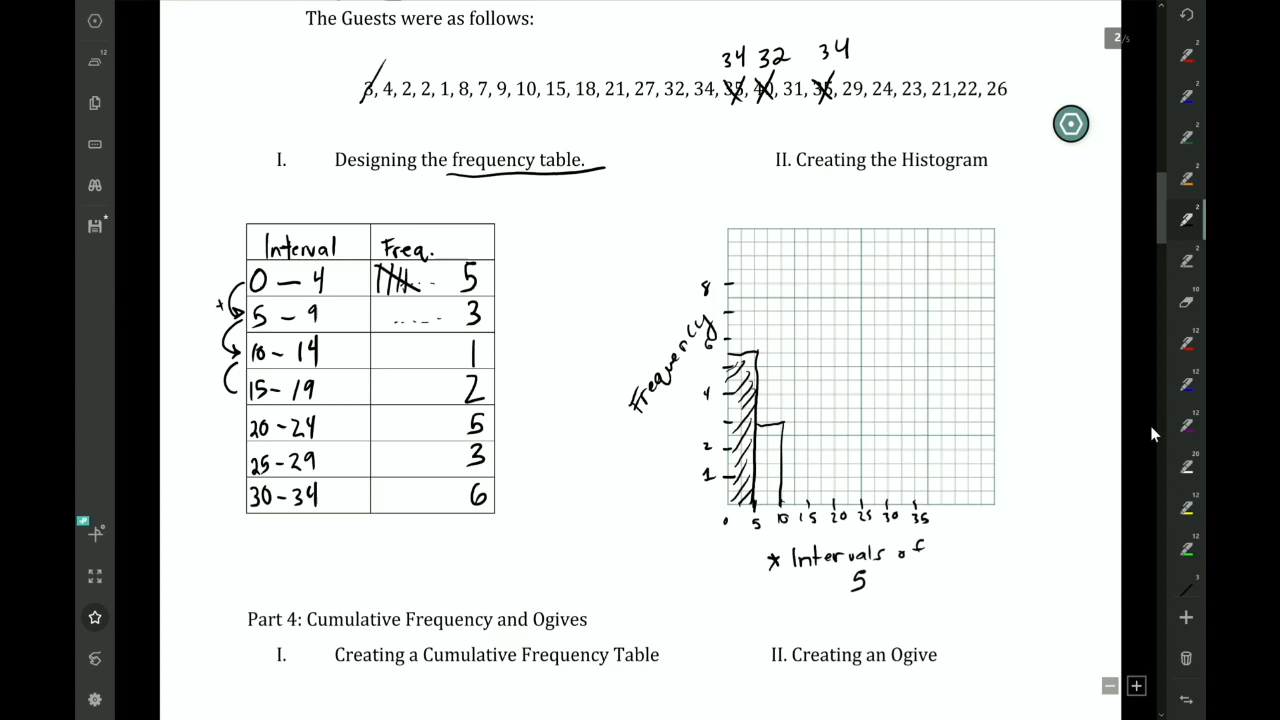 The Guests were as follows:
34 32 34
3, 4, 2, 2, 1, 8, 7, 9, 10, 15, 18, 21, 27, 32, 34, 35, 40, 31, 35, 29, 24, 23, 21,22, 26
2/5
I. Designing the frequency table.
II. Creating the Histogram
Interval Freq.
0 – 4 5
5 – 9 3
10 – 14 1
15 – 19 2
20 – 24 5
25 – 29 3
30 – 34 6
Frequency
8
6
4
2
1
0 5 10 15 20 25 30 35
* Intervals of
5
Part 4: Cumulative Frequency and Ogives
I. Creating a Cumulative Frequency Table
II. Creating an Ogive